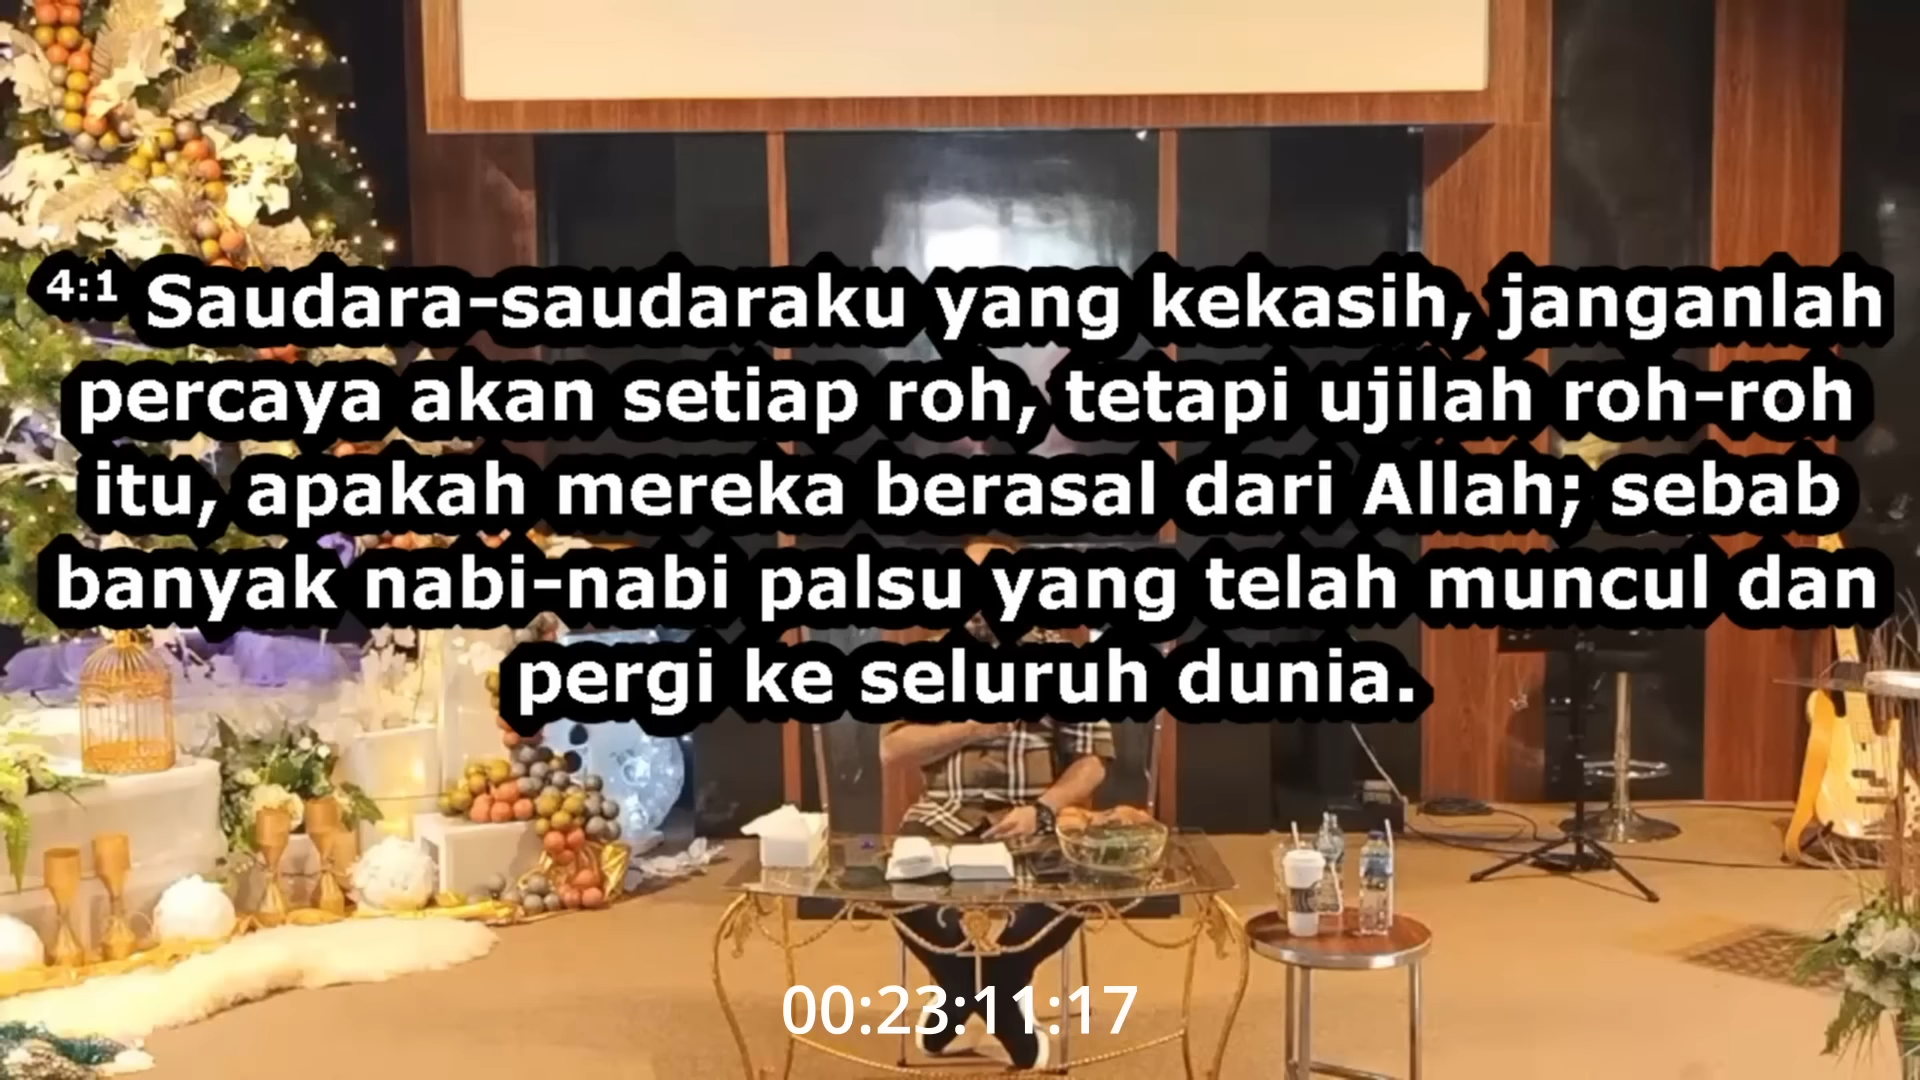 4:1 Saudara-saudaraku yang kekasih, janganlah
percaya akan setiap roh, tetapi ujilah roh-roh
itu, apakah mereka berasal dari Allah; sebab
banyak nabi-nabi palsu yang telah muncul dan
pergi ke seluruh dunia.
00:23:11:17